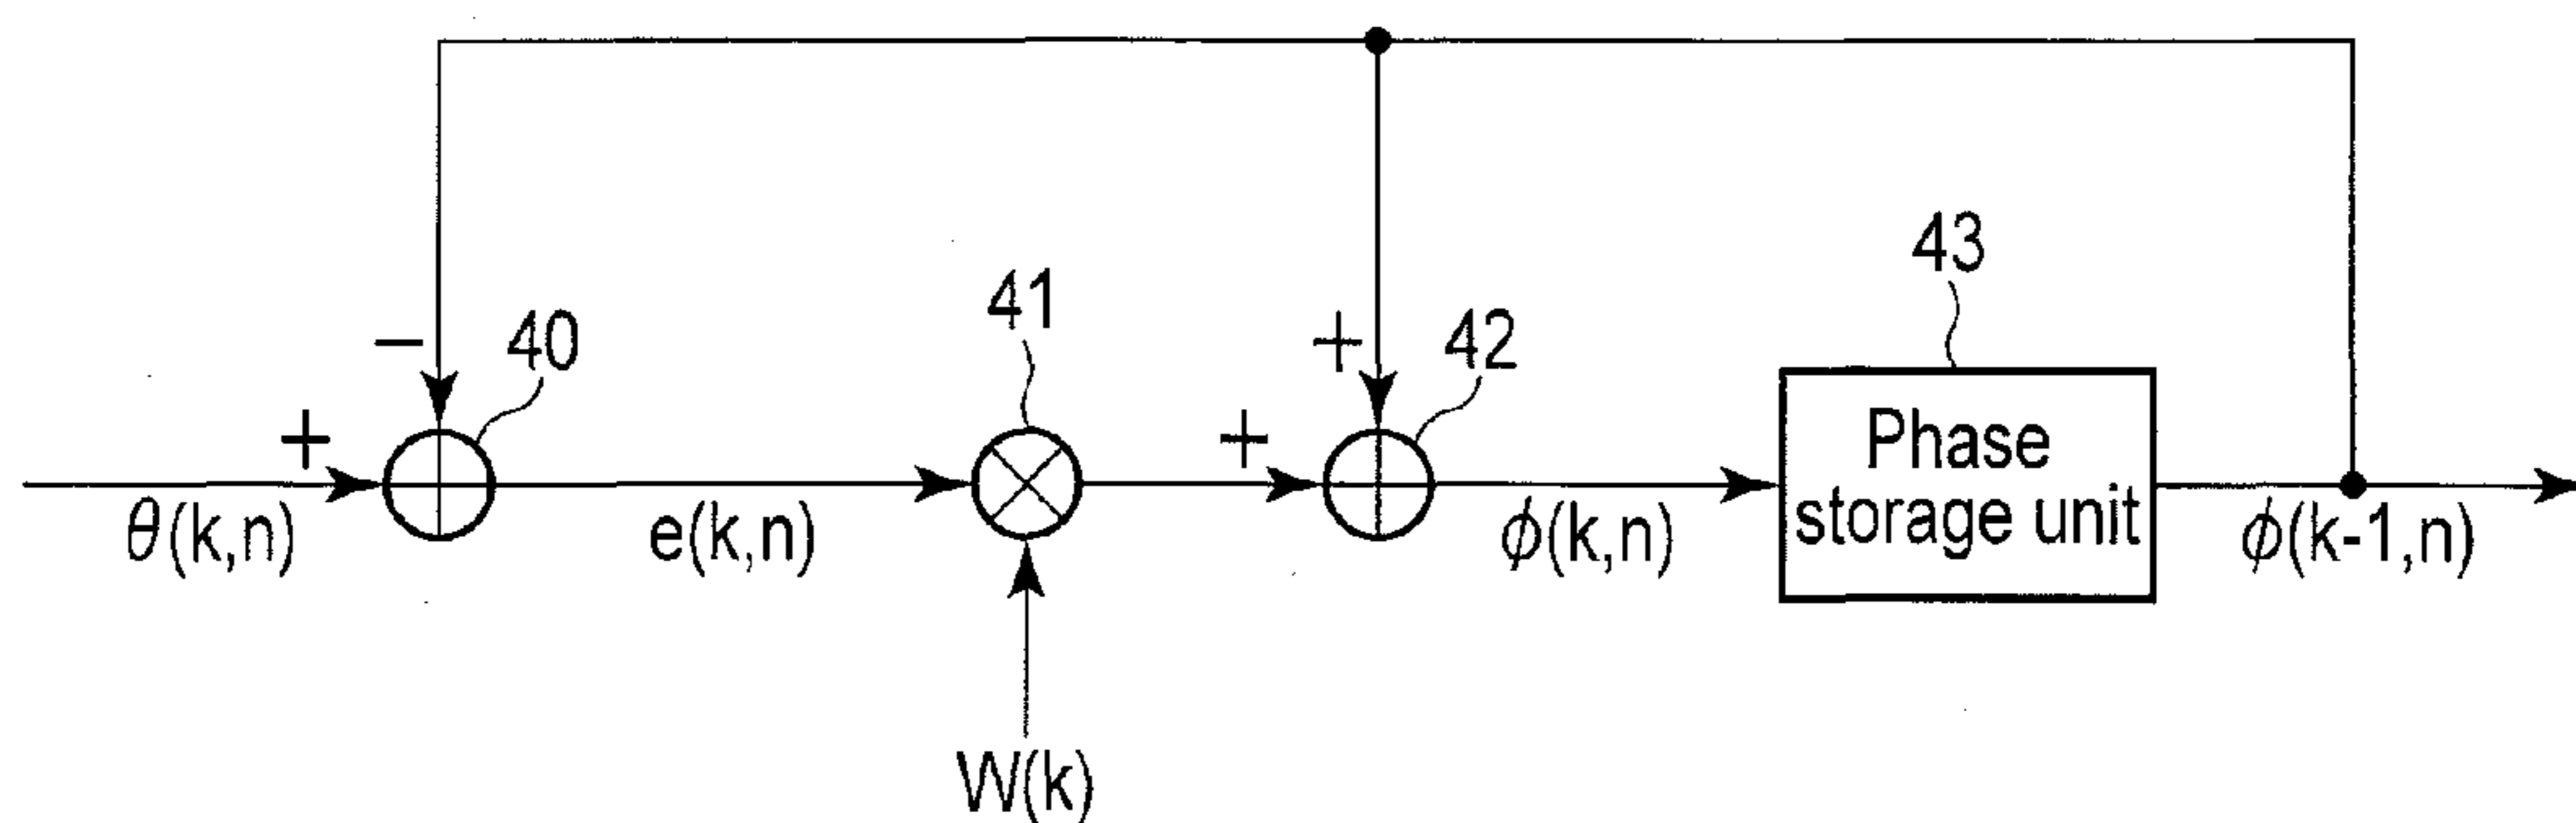 43
41
− 40
+ 42
+
+
Phase
storage unit
θ(k,n)
e(k,n)
ϕ(k,n)
ϕ(k-1,n)
W(k)